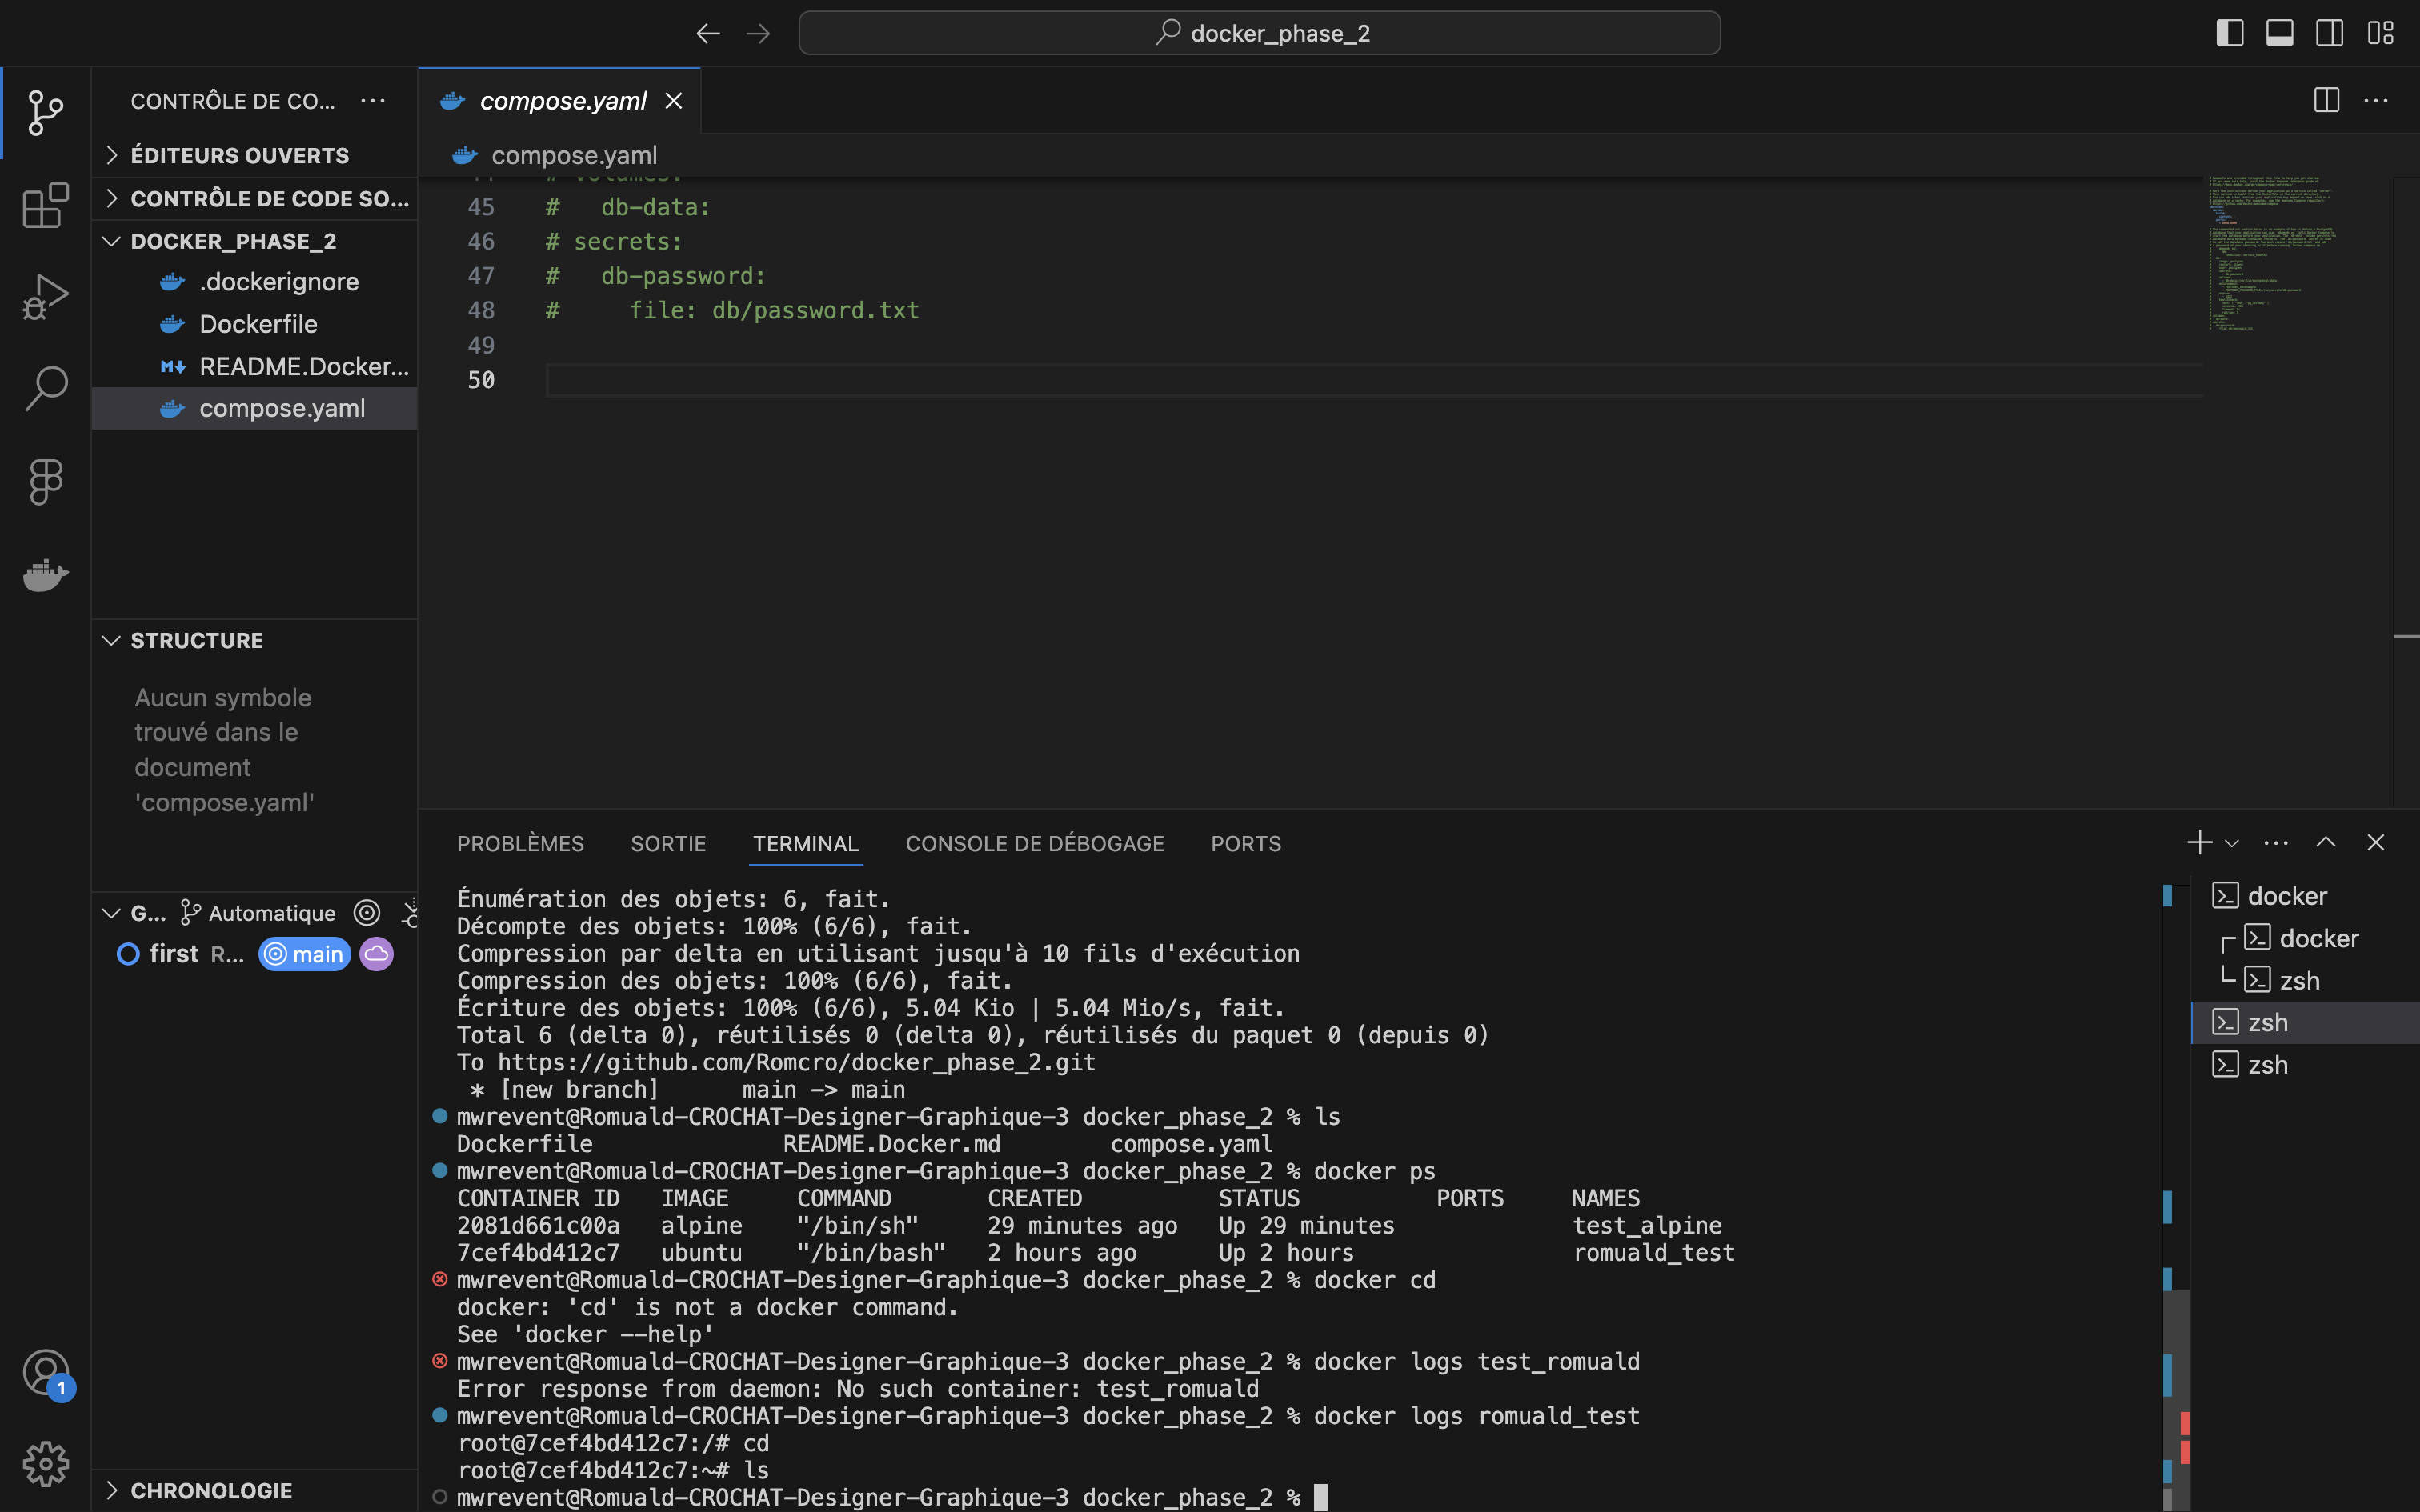 docker_phase_2
CONTRÔLE DE CO...
ÉDITEURS OUVERTS
CONTRÔLE DE CODE SO...
DOCKER_PHASE_2
.dockerignore
Dockerfile
README.Docker...
compose.yaml
STRUCTURE
Aucun symbole
trouvé dans le
document
'compose.yaml'
G... Automatique
first R... main
1
CHRONOLOGIE
compose.yaml
compose.yaml
44 # volumes:
45 #   db-data:
46 # secrets:
47 #   db-password:
48 #     file: db/password.txt
49
50
PROBLÈMES SORTIE TERMINAL CONSOLE DE DÉBOGAGE PORTS
Énumération des objets: 6, fait.
Décompte des objets: 100% (6/6), fait.
Compression par delta en utilisant jusqu'à 10 fils d'exécution
Compression des objets: 100% (6/6), fait.
Écriture des objets: 100% (6/6), 5.04 Kio | 5.04 Mio/s, fait.
Total 6 (delta 0), réutilisés 0 (delta 0), réutilisés du paquet 0 (depuis 0)
To https://github.com/Romcro/docker_phase_2.git
 * [new branch]      main -> main
mwrevent@Romuald-CROCHAT-Designer-Graphique-3 docker_phase_2 % ls
Dockerfile              README.Docker.md        compose.yaml
mwrevent@Romuald-CROCHAT-Designer-Graphique-3 docker_phase_2 % docker ps
CONTAINER ID   IMAGE     COMMAND       CREATED          STATUS          PORTS     NAMES
2081d661c00a   alpine    "/bin/sh"     29 minutes ago   Up 29 minutes             test_alpine
7cef4bd412c7   ubuntu    "/bin/bash"   2 hours ago      Up 2 hours                romuald_test
mwrevent@Romuald-CROCHAT-Designer-Graphique-3 docker_phase_2 % docker cd
docker: 'cd' is not a docker command.
See 'docker --help'
mwrevent@Romuald-CROCHAT-Designer-Graphique-3 docker_phase_2 % docker logs test_romuald
Error response from daemon: No such container: test_romuald
mwrevent@Romuald-CROCHAT-Designer-Graphique-3 docker_phase_2 % docker logs romuald_test
root@7cef4bd412c7:/# cd
root@7cef4bd412c7:~# ls
mwrevent@Romuald-CROCHAT-Designer-Graphique-3 docker_phase_2 %
docker
docker
zsh
zsh
zsh